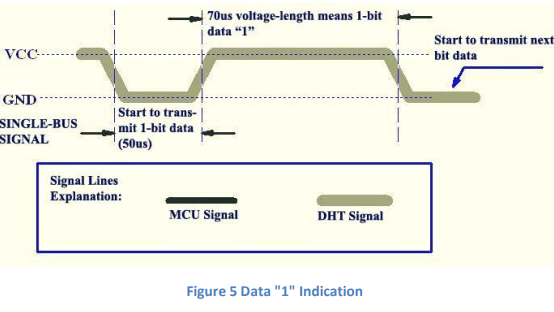 70us voltage-length means 1-bit
data "1"
Start to transmit next
bit data
VCC
GND
SINGLE-BUS
SIGNAL
Start to trans-
mit 1-bit data
(50us)
Signal Lines
Explanation:
MCU Signal
DHT Signal
Figure 5 Data "1" Indication